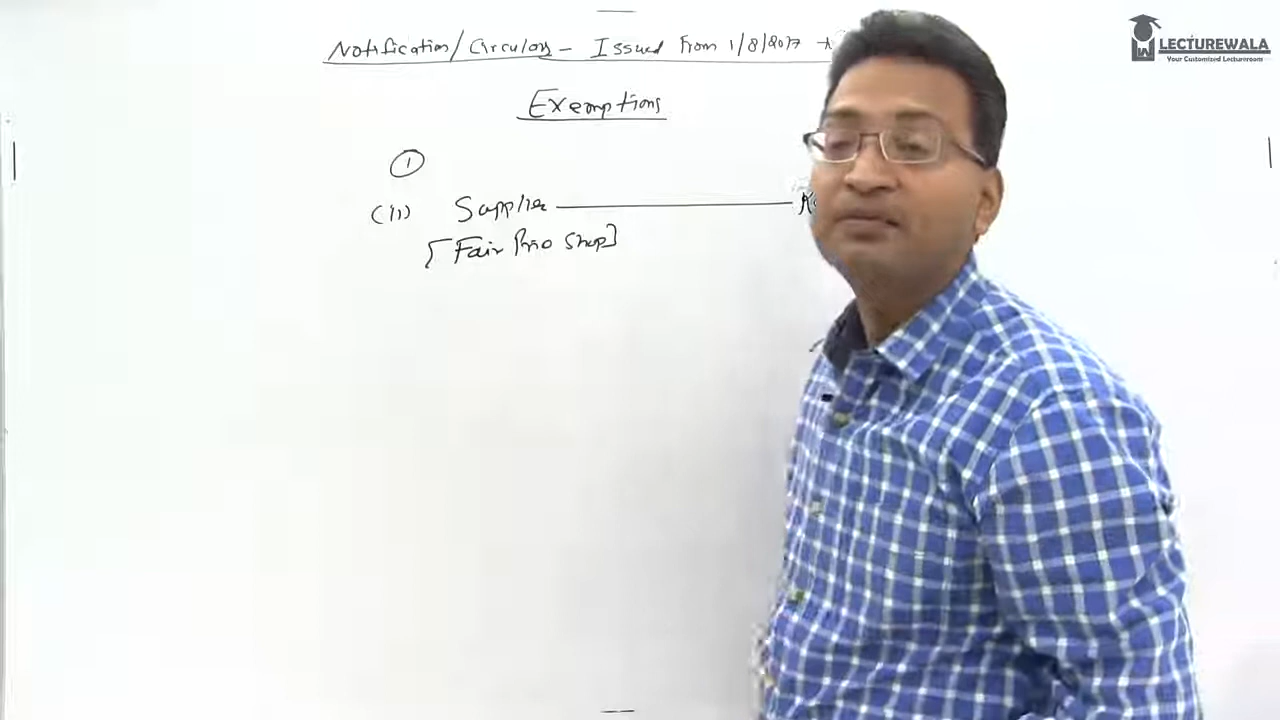 LECTUREWALA
Your Customized Lectureroom
Notification/Circulars - Issued From 1/8/2017
Exemptions
1
(ii) Supplier
[Fair Price Shop]